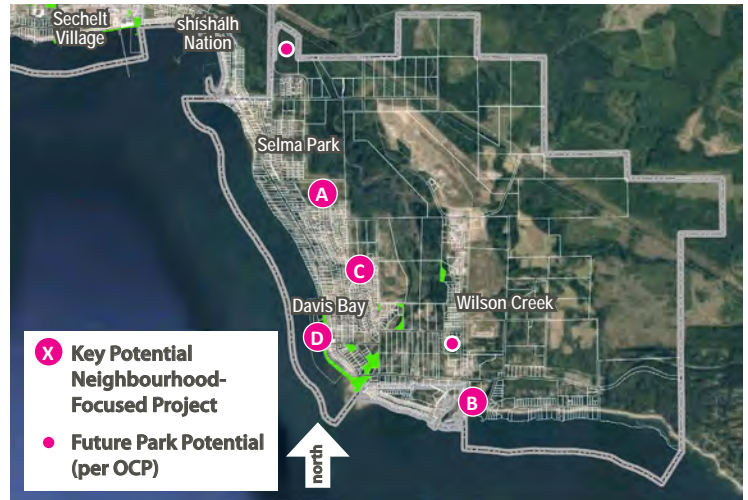 Sechelt
Village
shíshálh
Nation
Selma Park
A
C
Davis Bay
Wilson Creek
D
B
X Key Potential
Neighbourhood-
Focused Project
Future Park Potential
(per OCP)
north